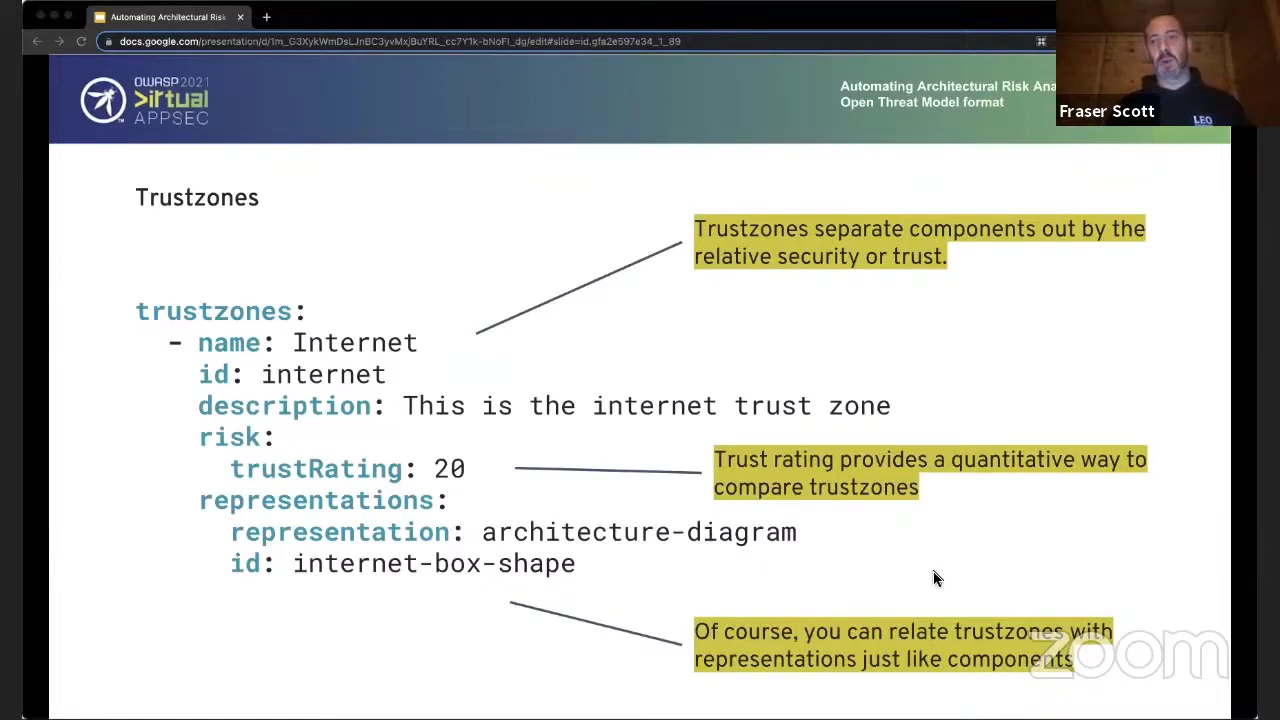 Automating Architectural Risk
docs.google.com/presentation/d/1m_G3XykWmDsLJnBC3yvMxjBUYRL_cc7Y1k-bNoFl_dg/edit#slide=id.gfa2e597e34_1_89
OWASP 2021
>irtual
APPSEC
Automating Architectural Risk Ana
Open Threat Model format
Fraser Scott
LEO
Trustzones
Trustzones separate components out by the
relative security or trust.
trustzones:
- name: Internet
id: internet
description: This is the internet trust zone
risk:
trustRating: 20
representations:
representation: architecture-diagram
id: internet-box-shape
Trust rating provides a quantitative way to
compare trustzones
Of course, you can relate trustzones with
representations just like components
zoom